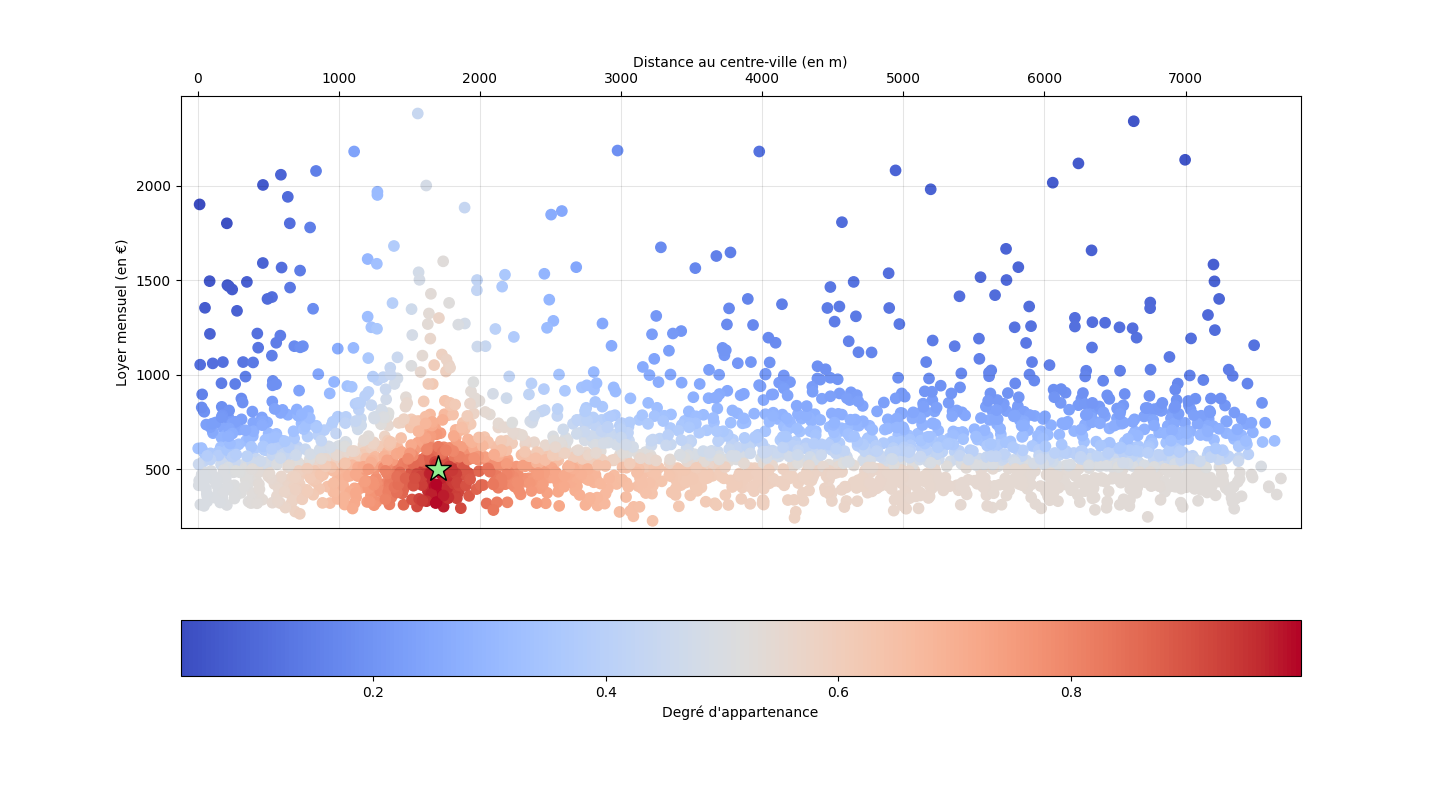 Distance au centre-ville (en m)
0 1000 2000 3000 4000 5000 6000 7000
Loyer mensuel (en €)
2000
1500
1000
500
0.2 0.4 0.6 0.8
Degré d'appartenance